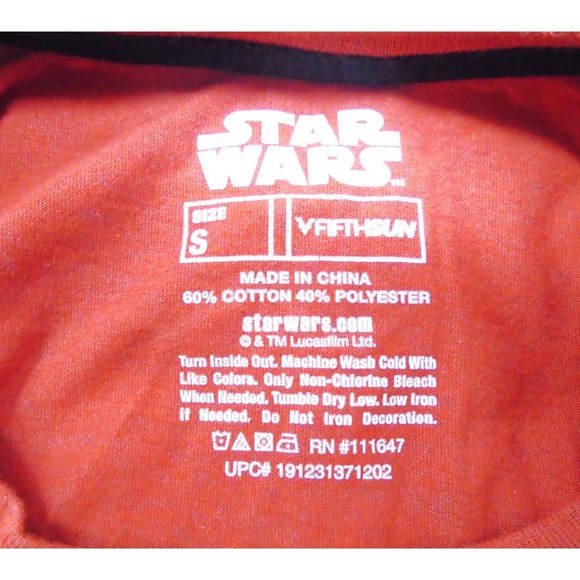 STAR
WARS™
SIZE
S
FIFTHSUN
MADE IN CHINA
60% COTTON 40% POLYESTER
starwars.com
© & TM Lucasfilm Ltd.
Turn Inside Out. Machine Wash Cold With
Like Colors. Only Non-Chlorine Bleach
When Needed. Tumble Dry Low. Low Iron
If Needed. Do Not Iron Decoration.
RN #111647
UPC# 191231371202